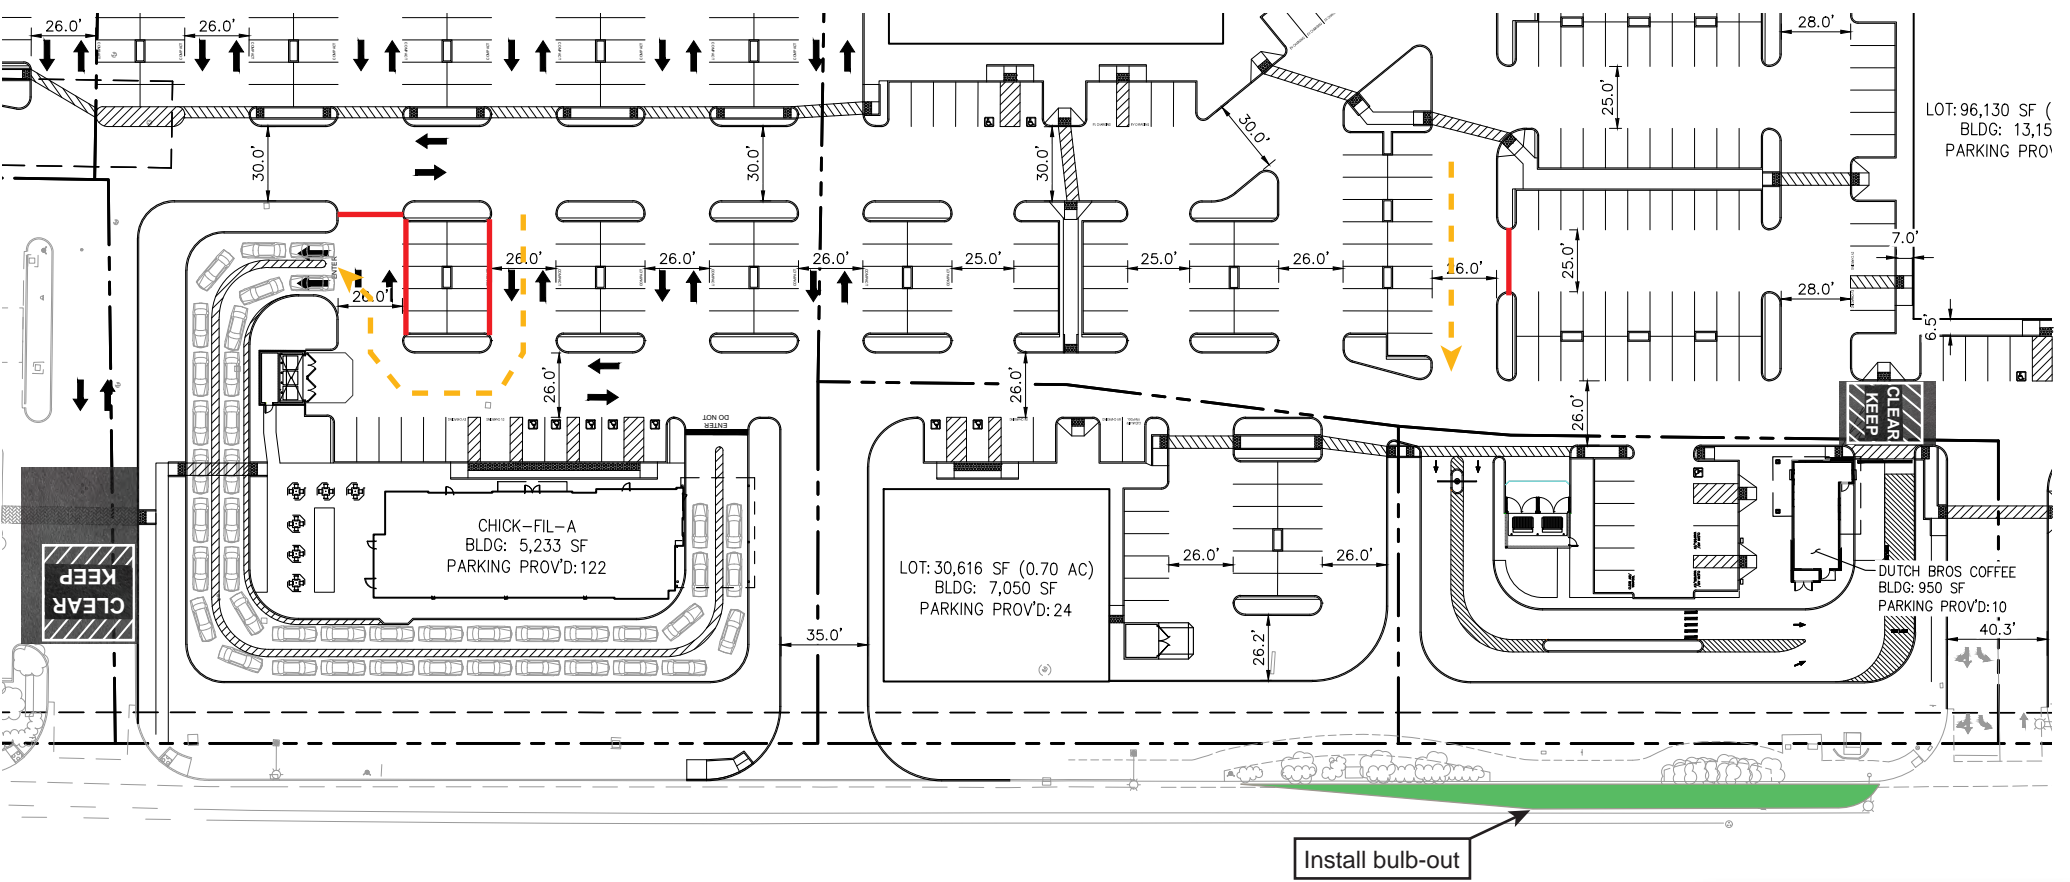 26.0'
26.0'
28.0'
25.0'
LOT: 96,130 SF (
BLDG: 13,15
PARKING PROV
30.0'
30.0'
30.0'
30.0'
7.0'
ENTER
26.0'
26.0'
26.0'
26.0'
25.0'
25.0'
26.0'
26.0'
25.0'
28.0'
6.5'
26.0'
26.0'
26.0'
CLEAR
KEEP
DO NOT
ENTER
CHICK-FIL-A
BLDG: 5,233 SF
PARKING PROV'D: 122
KEEP
CLEAR
LOT: 30,616 SF (0.70 AC)
BLDG: 7,050 SF
PARKING PROV'D: 24
26.0'
26.0'
26.2'
35.0'
DUTCH BROS COFFEE
BLDG: 950 SF
PARKING PROV'D: 10
40.3'
Install bulb-out